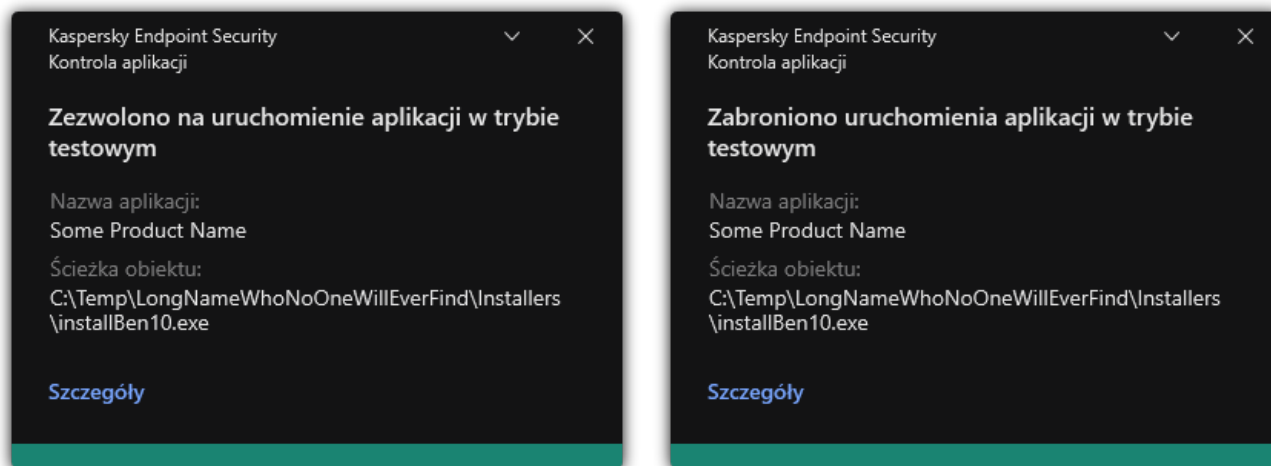 Kaspersky Endpoint Security
Kontrola aplikacji
Zezwolono na uruchomienie aplikacji w trybie
testowym
Nazwa aplikacji:
Some Product Name
Ścieżka obiektu:
C:\Temp\LongNameWhoNoOneWillEverFind\Installers
\installBen10.exe
Szczegóły
Kaspersky Endpoint Security
Kontrola aplikacji
Zabroniono uruchomienia aplikacji w trybie
testowym
Nazwa aplikacji:
Some Product Name
Ścieżka obiektu:
C:\Temp\LongNameWhoNoOneWillEverFind\Installers
\installBen10.exe
Szczegóły